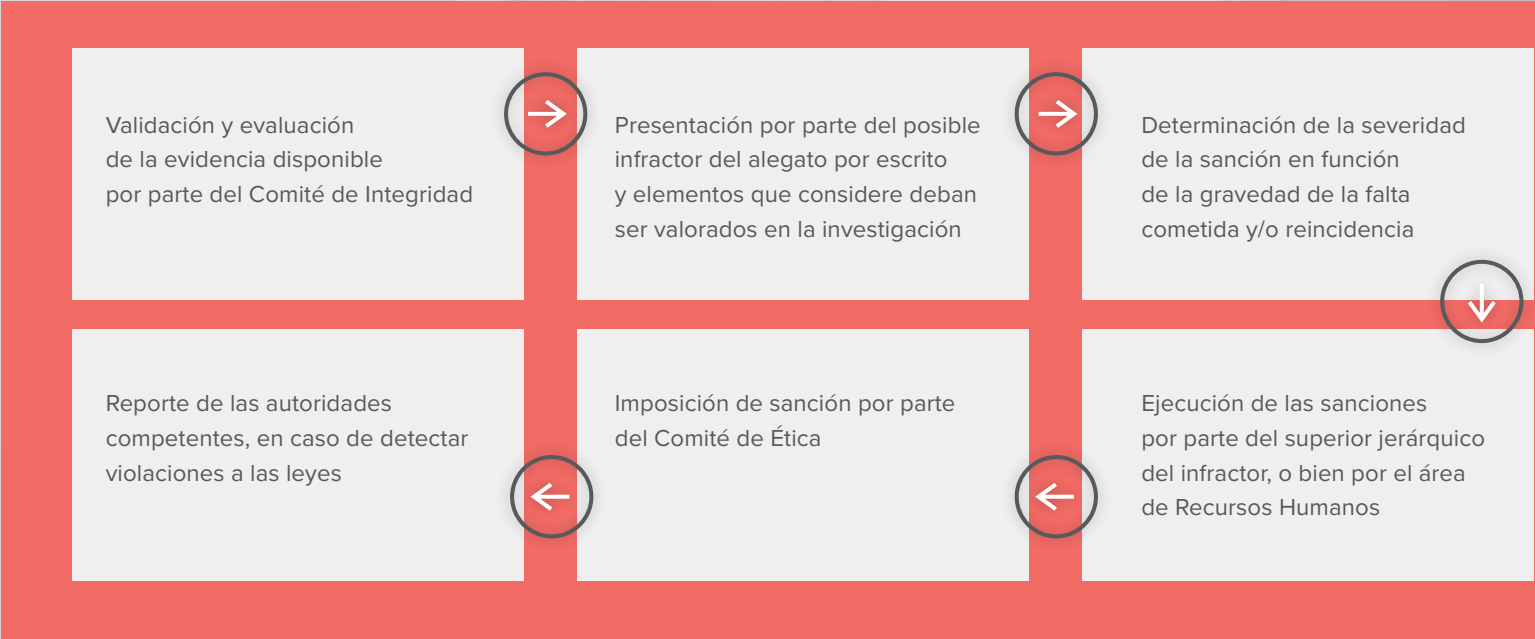 Validación y evaluación
de la evidencia disponible
por parte del Comité de Integridad
Presentación por parte del posible
infractor del alegato por escrito
y elementos que considere deban
ser valorados en la investigación
Determinación de la severidad
de la sanción en función
de la gravedad de la falta
cometida y/o reincidencia
Ejecución de las sanciones
por parte del superior jerárquico
del infractor, o bien por el área
de Recursos Humanos
Imposición de sanción por parte
del Comité de Ética
Reporte de las autoridades
competentes, en caso de detectar
violaciones a las leyes